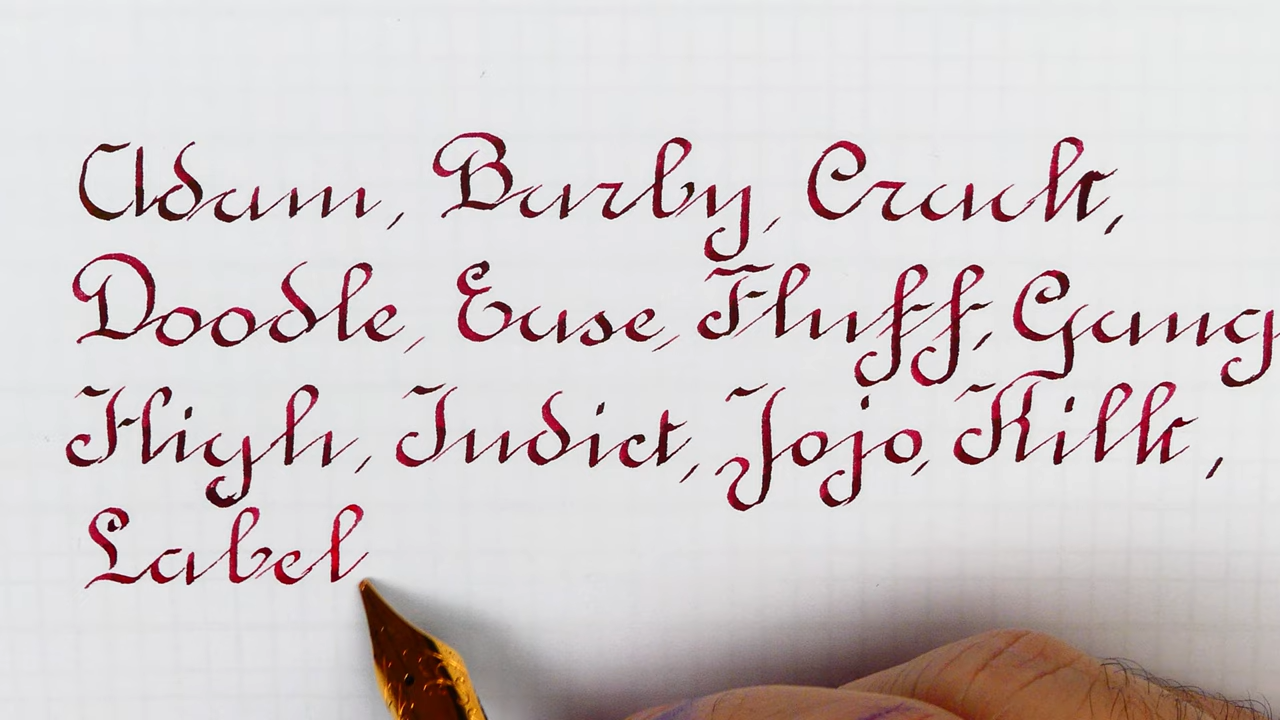 Adam, Barby, Crack,
Doodle, Ease, Fluff, Gang
High, Indict, Jojo, Kilk,
Label